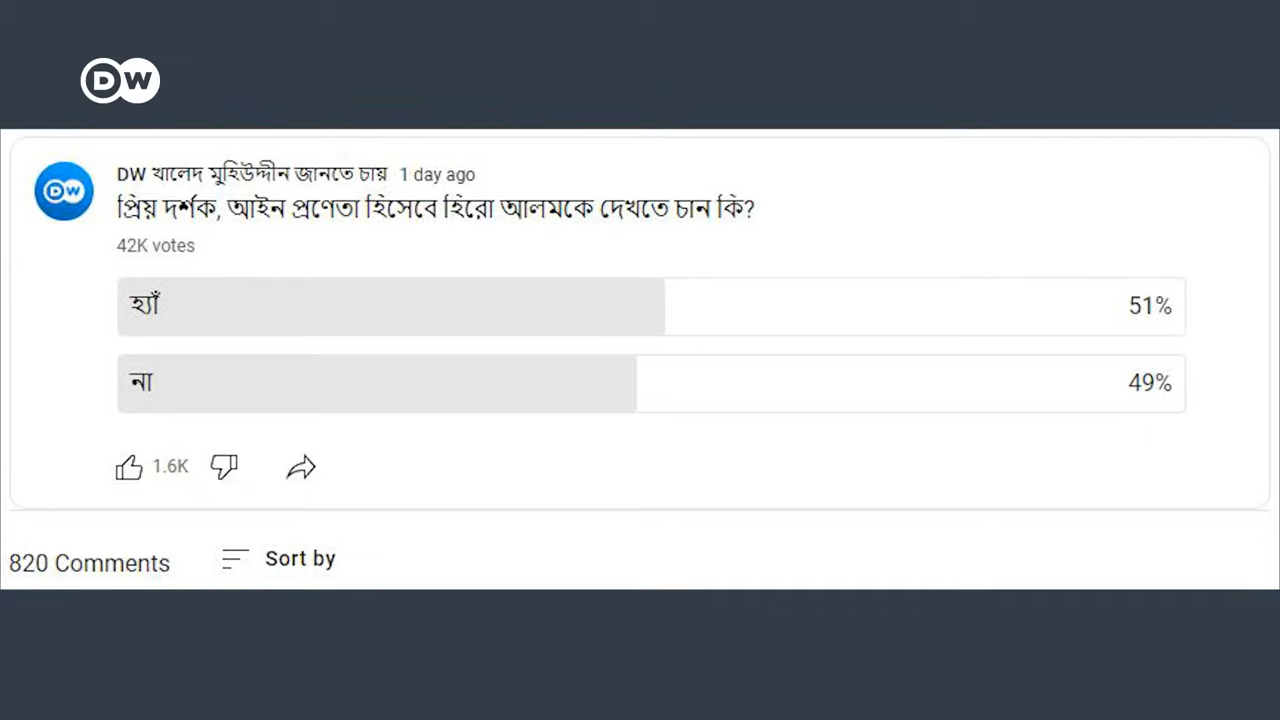 DW
DW
DW খালেদ মুহিউদ্দীন জানতে চায় 1 day ago
প্রিয় দর্শক, আইন প্রণেতা হিসেবে হিরো আলমকে দেখতে চান কি?
42K votes
হ্যাঁ 51%
না 49%
1.6K
820 Comments Sort by